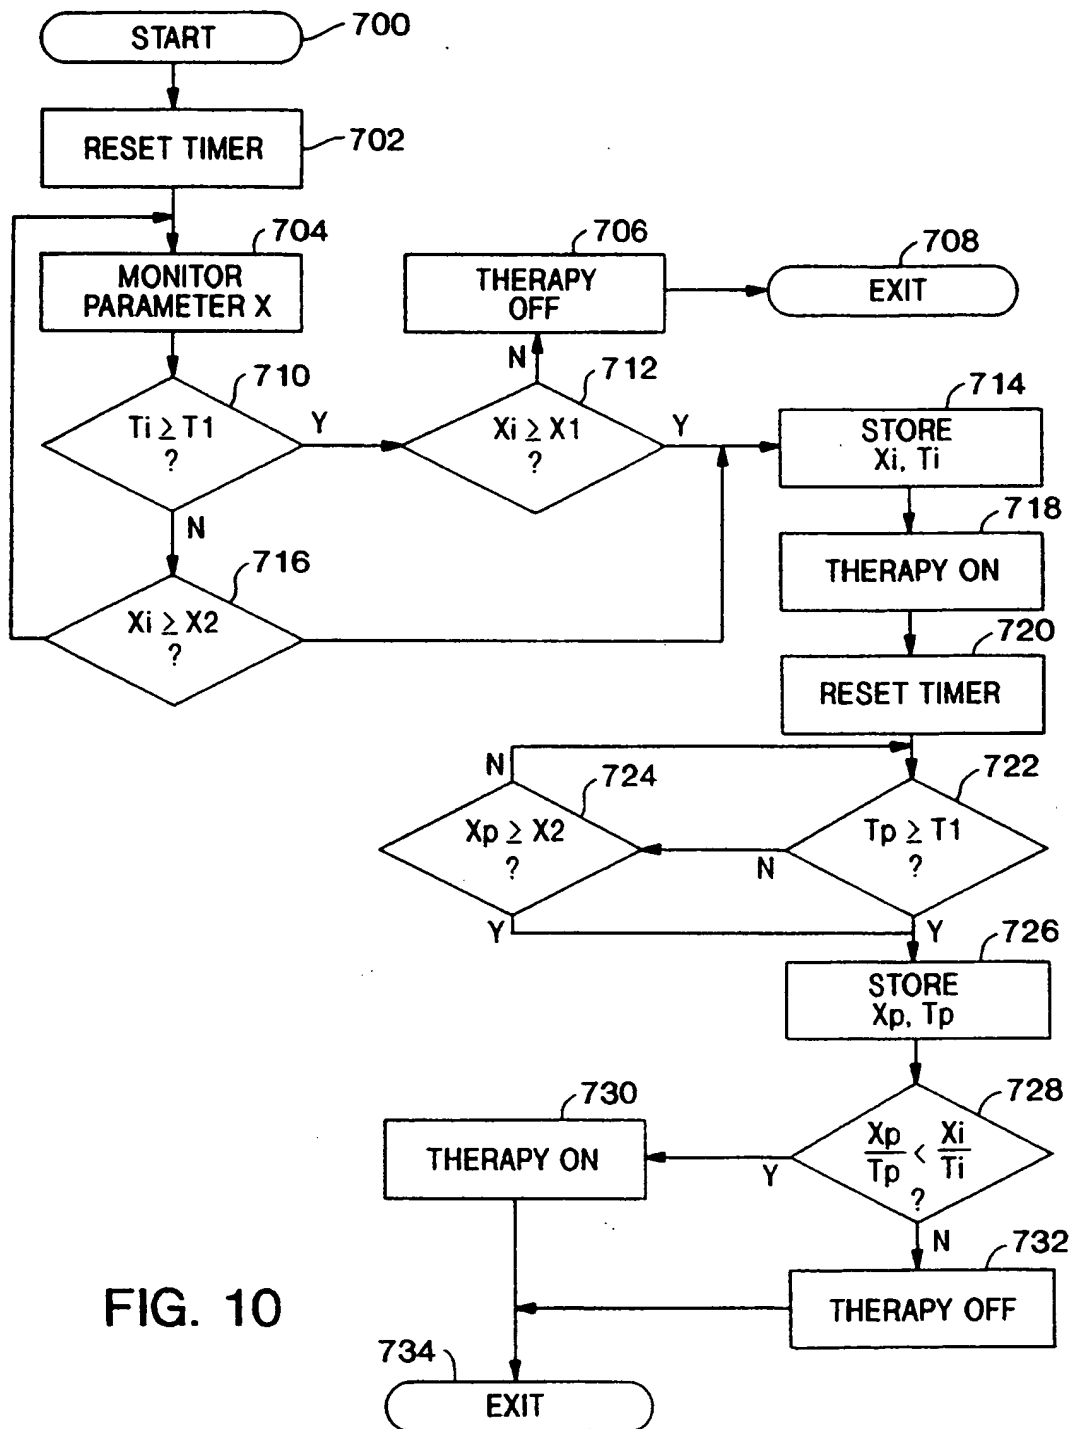 START
700
RESET TIMER
702
704
MONITOR
PARAMETER X
706
THERAPY
OFF
708
EXIT
710
Ti ≥ T1
?
Y
N
712
Xi ≥ X1
?
N
Y
714
STORE
Xi, Ti
716
Xi ≥ X2
?
718
THERAPY ON
720
RESET TIMER
722
Tp ≥ T1
?
N
Y
724
Xp ≥ X2
?
N
Y
726
STORE
Xp, Tp
728
Xp/Tp < Xi/Ti
?
Y
N
730
THERAPY ON
732
THERAPY OFF
734
EXIT
FIG. 10